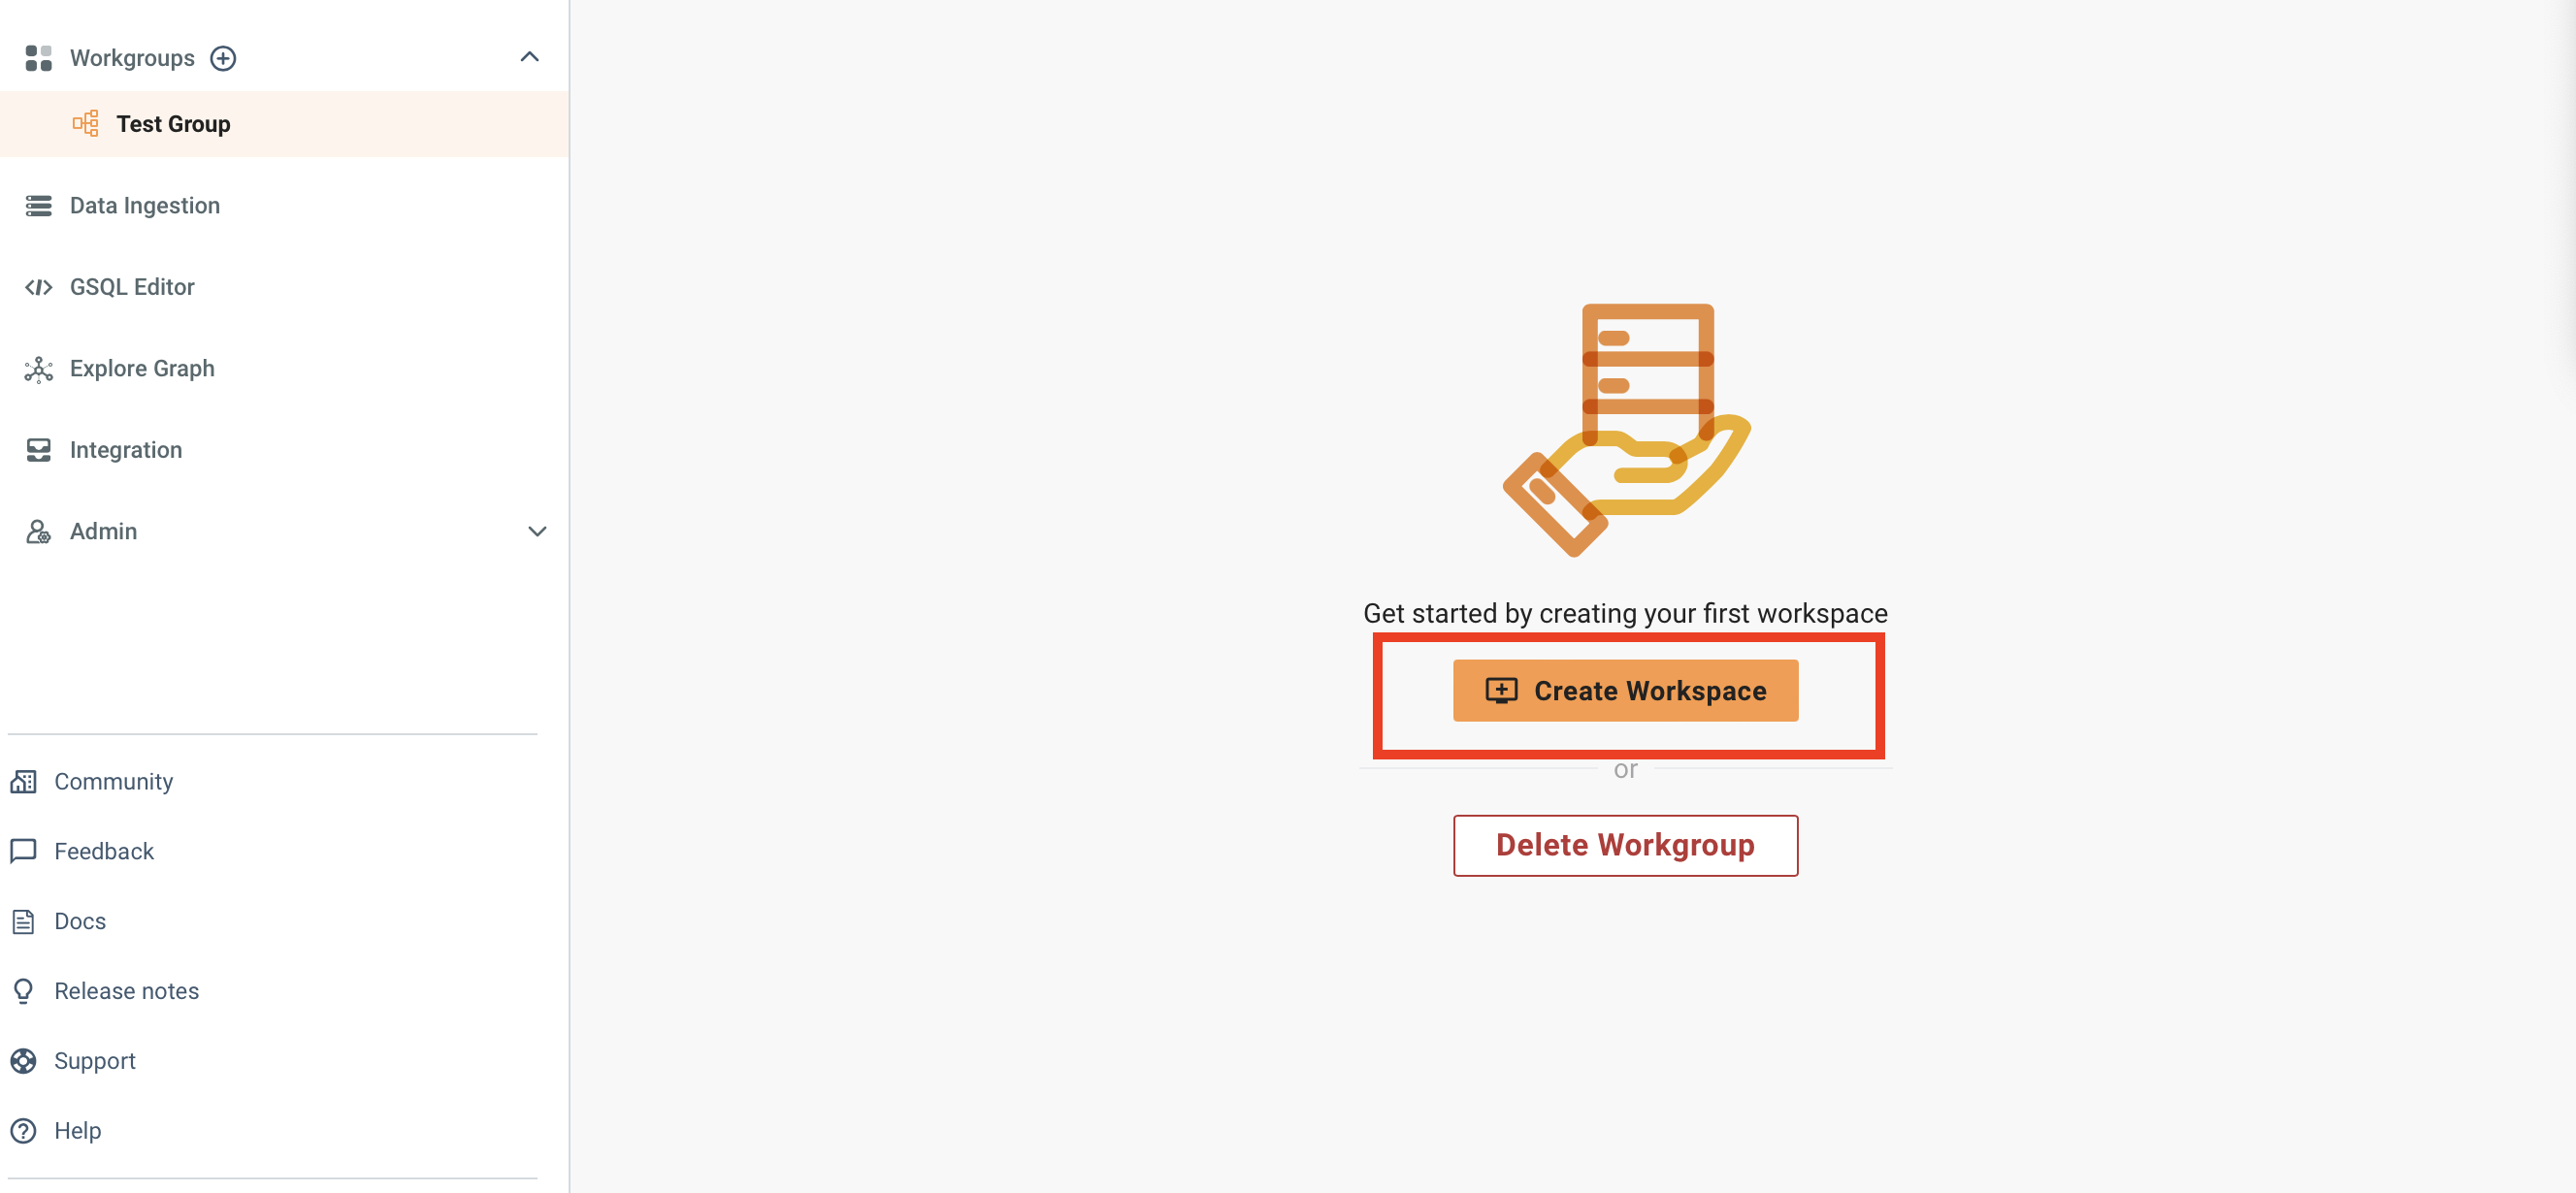 Workgroups
Test Group
Data Ingestion
GSQL Editor
Explore Graph
Integration
Admin
Community
Feedback
Docs
Release notes
Support
Help
Get started by creating your first workspace
Create Workspace
or
Delete Workgroup